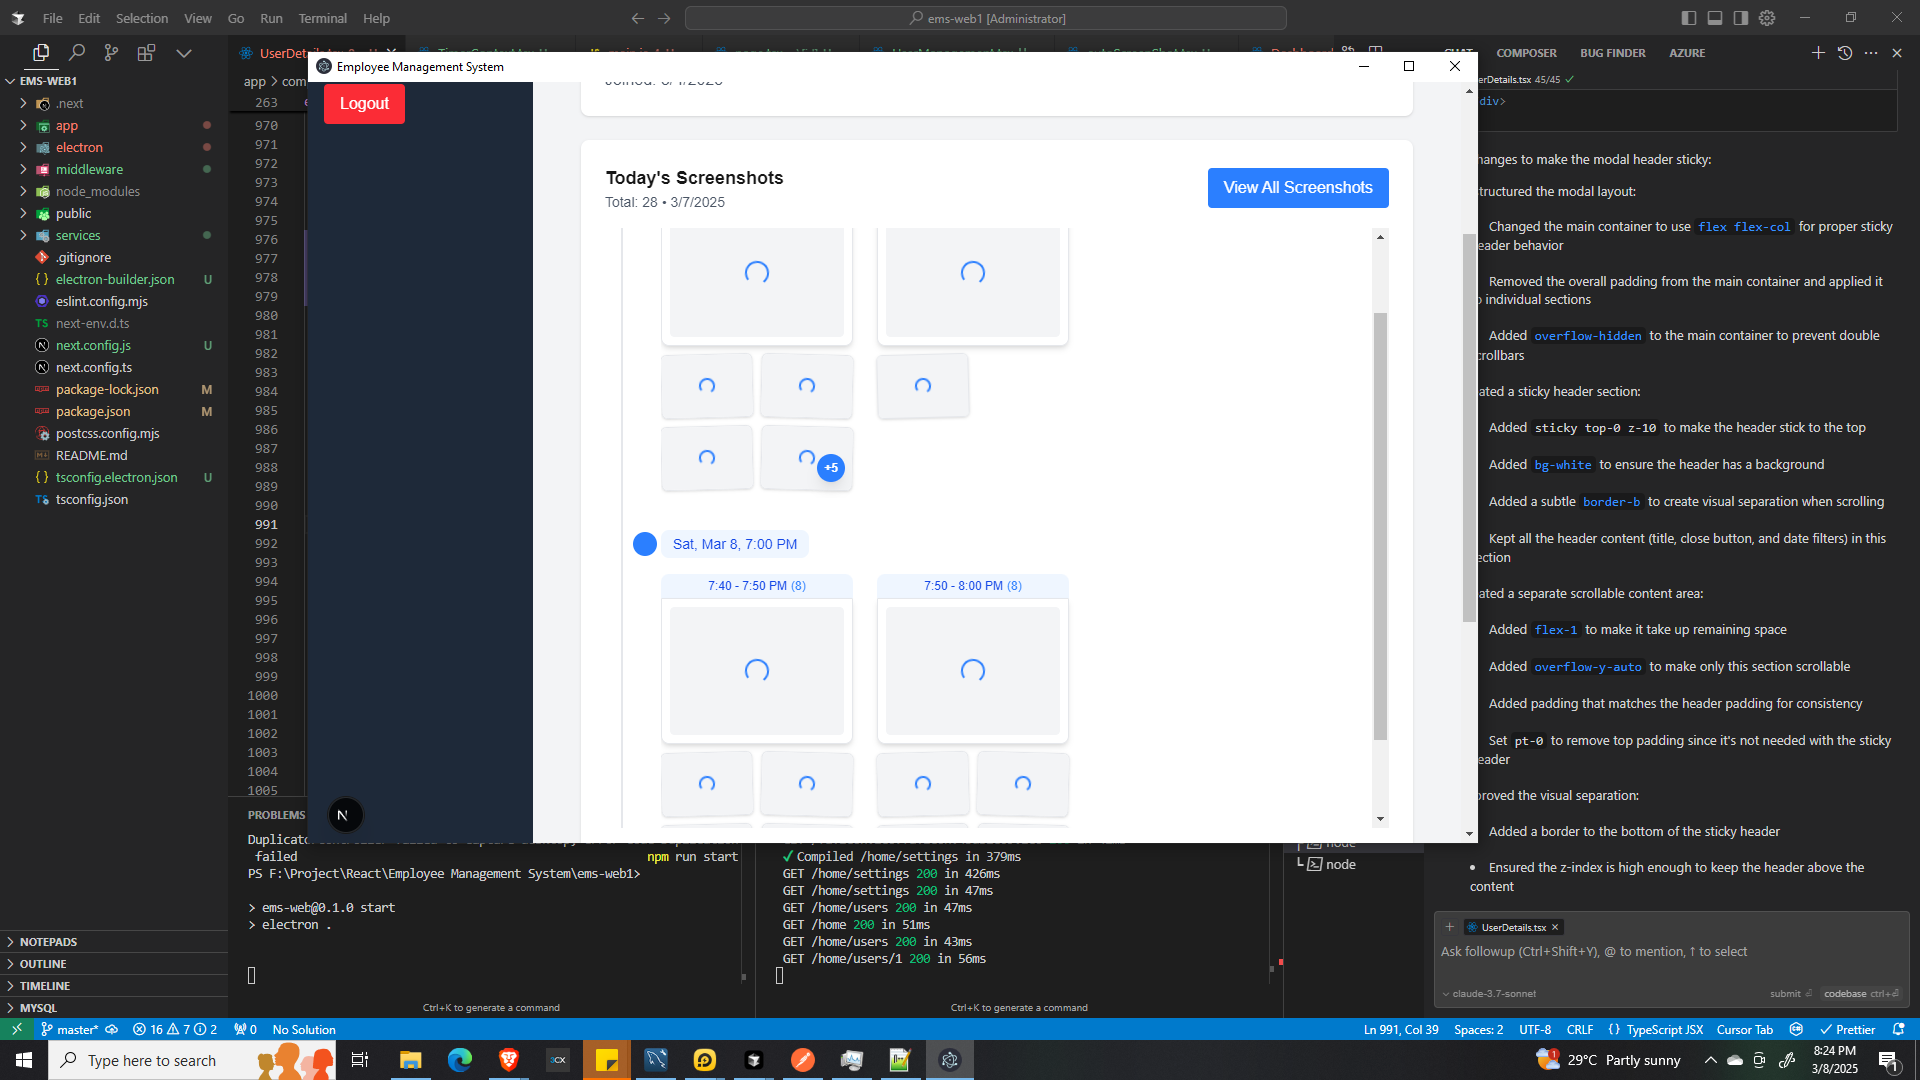 File Edit Selection View Go Run Terminal Help
ems-web1 [Administrator]
EMS-WEB1
.next
app
electron
middleware
node_modules
public
services
.gitignore
electron-builder.json U
eslint.config.mjs
next-env.d.ts
next.config.js U
next.config.ts
package-lock.json M
package.json M
postcss.config.mjs
README.md
tsconfig.electron.json U
tsconfig.json
NOTEPADS
OUTLINE
TIMELINE
MYSQL
app > com
263
970
971
972
973
974
975
976
977
978
979
980
981
982
983
984
985
986
987
988
989
990
991
992
993
994
995
996
997
998
999
1000
1001
1002
1003
1004
1005
Employee Management System
Logout
Joined: 3/1/2025
Today's Screenshots
Total: 28 • 3/7/2025
View All Screenshots
+5
Sat, Mar 8, 7:00 PM
7:40 - 7:50 PM (8)
7:50 - 8:00 PM (8)
N
PROBLEMS
failed npm run start
PS F:\Project\React\Employee Management System\ems-web1>
> ems-web@0.1.0 start
> electron .
Ctrl+K to generate a command
✓ Compiled /home/settings in 379ms
GET /home/settings 200 in 426ms
GET /home/settings 200 in 47ms
GET /home/users 200 in 47ms
GET /home 200 in 51ms
GET /home/users 200 in 43ms
GET /home/users/1 200 in 56ms
Ctrl+K to generate a command
node
node
CHAT COMPOSER BUG FINDER AZURE
erDetails.tsx 45/45 ✓
div>
hanges to make the modal header sticky:
tructured the modal layout:
Changed the main container to use flex flex-col for proper sticky
eader behavior
Removed the overall padding from the main container and applied it
o individual sections
Added overflow-hidden to the main container to prevent double
crollbars
ated a sticky header section:
Added sticky top-0 z-10 to make the header stick to the top
Added bg-white to ensure the header has a background
Added a subtle border-b to create visual separation when scrolling
Kept all the header content (title, close button, and date filters) in this
ection
ated a separate scrollable content area:
Added flex-1 to make it take up remaining space
Added overflow-y-auto to make only this section scrollable
Added padding that matches the header padding for consistency
Set pt-0 to remove top padding since it's not needed with the sticky
eader
proved the visual separation:
Added a border to the bottom of the sticky header
• Ensured the z-index is high enough to keep the header above the
content
UserDetails.tsx
Ask followup (Ctrl+Shift+Y), @ to mention, ↑ to select
claude-3.7-sonnet submit codebase ctrl+⏎
master* 16 7 2 0 No Solution
Ln 991, Col 39 Spaces: 2 UTF-8 CRLF { } TypeScript JSX Cursor Tab Prettier
Type here to search
29°C Partly sunny
8:24 PM
3/8/2025
1